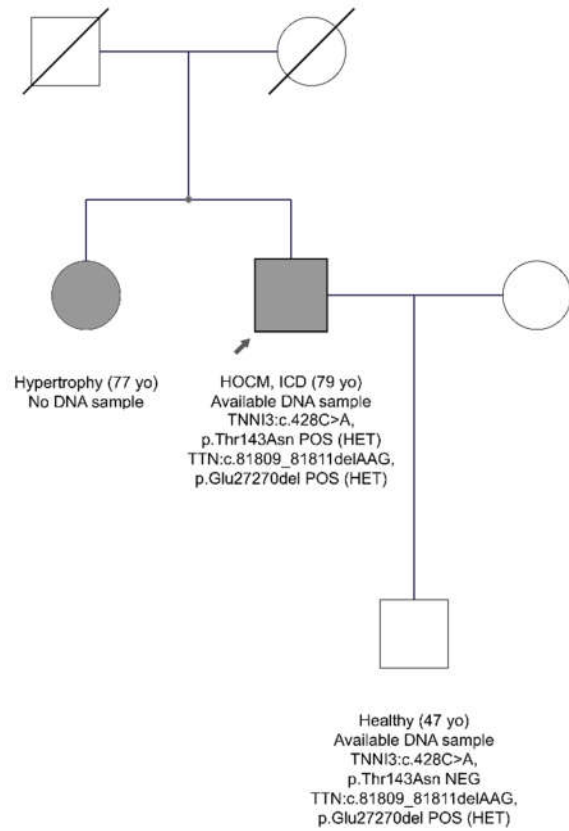 Hypertrophy (77 yo)
No DNA sample
HOCM, ICD (79 yo)
Available DNA sample
TNNI3:c.428C>A,
p.Thr143Asn POS (HET)
TTN:c.81809_81811delAAG,
p.Glu27270del POS (HET)
Healthy (47 yo)
Available DNA sample
TNNI3:c.428C>A,
p.Thr143Asn NEG
TTN:c.81809_81811delAAG,
p.Glu27270del POS (HET)